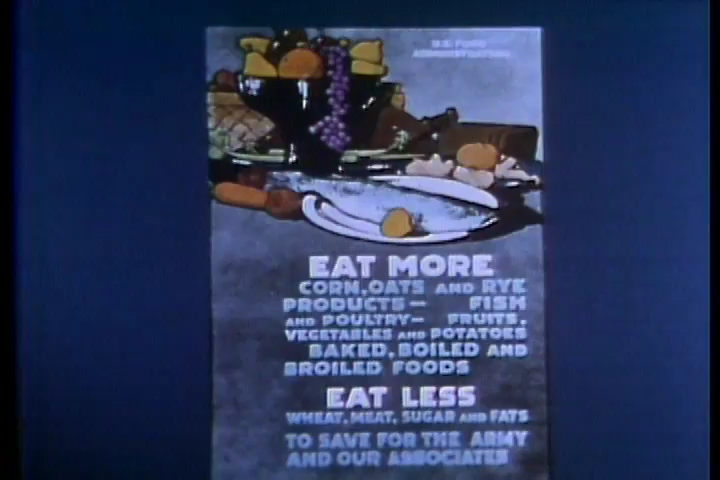 U.S. FOOD
ADMINISTRATION
EAT MORE
CORN, OATS AND RYE
PRODUCTS — FISH
AND POULTRY — FRUITS,
VEGETABLES AND POTATOES
BAKED, BOILED AND
BROILED FOODS
EAT LESS
WHEAT, MEAT, SUGAR AND FATS
TO SAVE FOR THE ARMY
AND OUR ASSOCIATES